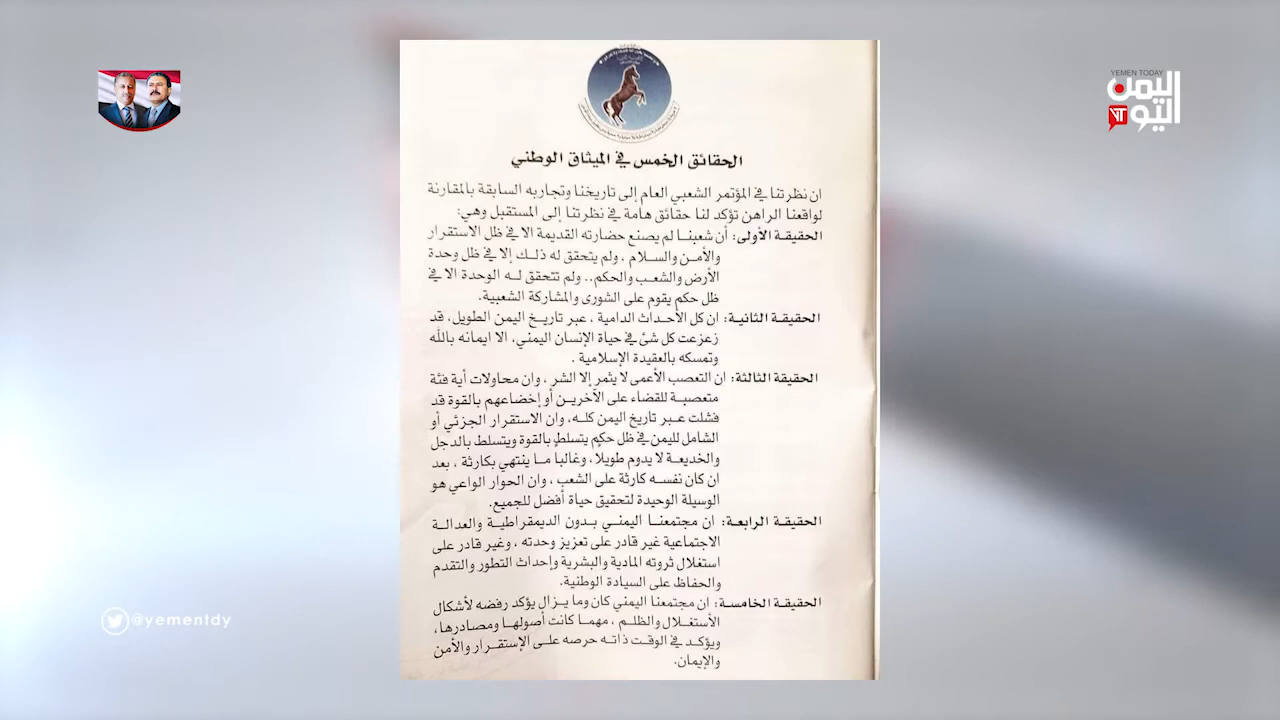 YEMEN TODAY
اليمن
اليوم
YT
الحقائق الخمس في الميثاق الوطني
ان نظرتنا في المؤتمر الشعبي العام إلى تاريخنا وتجاربه السابقة بالمقارنة
لواقعنا الراهن تؤكد لنا حقائق هامة في نظرتنا إلى المستقبل وهي:
الحقيقة الأولى: أن شعبنا لم يصنع حضارته القديمة الا في ظل الاستقرار
والأمن والسلام ، ولم يتحقق له ذلك إلا في ظل وحدة
الأرض والشعب والحكم.. ولم تتحقق له الوحدة الا في
ظل حكم يقوم على الشورى والمشاركة الشعبية.
الحقيقة الثانية: ان كل الأحداث الدامية ، عبر تاريخ اليمن الطويل، قد
زعزعت كل شئ في حياة الإنسان اليمني، الا ايمانه بالله
وتمسكه بالعقيدة الإسلامية .
الحقيقة الثالثة: ان التعصب الأعمى لا يثمر إلا الشر ، وان محاولات أية فئة
متعصبة للقضاء على الآخرين أو إخضاعهم بالقوة قد
فشلت عبر تاريخ اليمن كله، وان الاستقرار الجزئي أو
الشامل لليمن في ظل حكم يتسلط بالقوة ويتسلط بالدجل
والخديعة لا يدوم طويلاً ، وغالباً ما ينتهي بكارثة ، بعد
ان كان نفسه كارثة على الشعب ، وان الحوار الواعي هو
الوسيلة الوحيدة لتحقيق حياة أفضل للجميع.
الحقيقة الرابعة: ان مجتمعنا اليمني بدون الديمقراطية والعدالة
الاجتماعية غير قادر على تعزيز وحدته ، وغير قادر على
استغلال ثروته المادية والبشرية وإحداث التطور والتقدم
والحفاظ على السيادة الوطنية.
الحقيقة الخامسة: ان مجتمعنا اليمني كان وما يزال يؤكد رفضه لأشكال
الأستغلال والظلم ، مهما كانت أصولها ومصادرها،
ويؤكد في الوقت ذاته حرصه على الإستقرار والأمن
والإيمان.
@yementdy